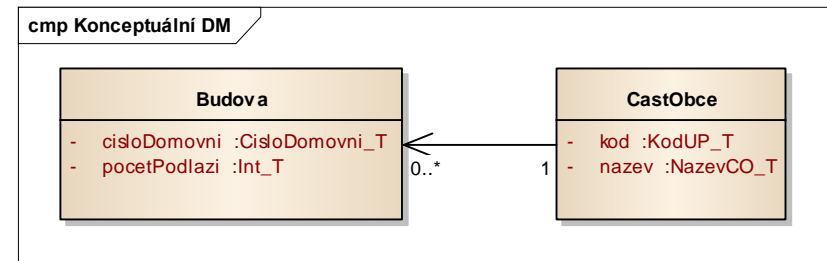 cmp Konceptuální DM
Budova
- cisloDomovni :CisloDomovni_T
- pocetPodlazi :Int_T
0..*
1
CastObce
- kod :KodUP_T
- nazev :NazevCO_T